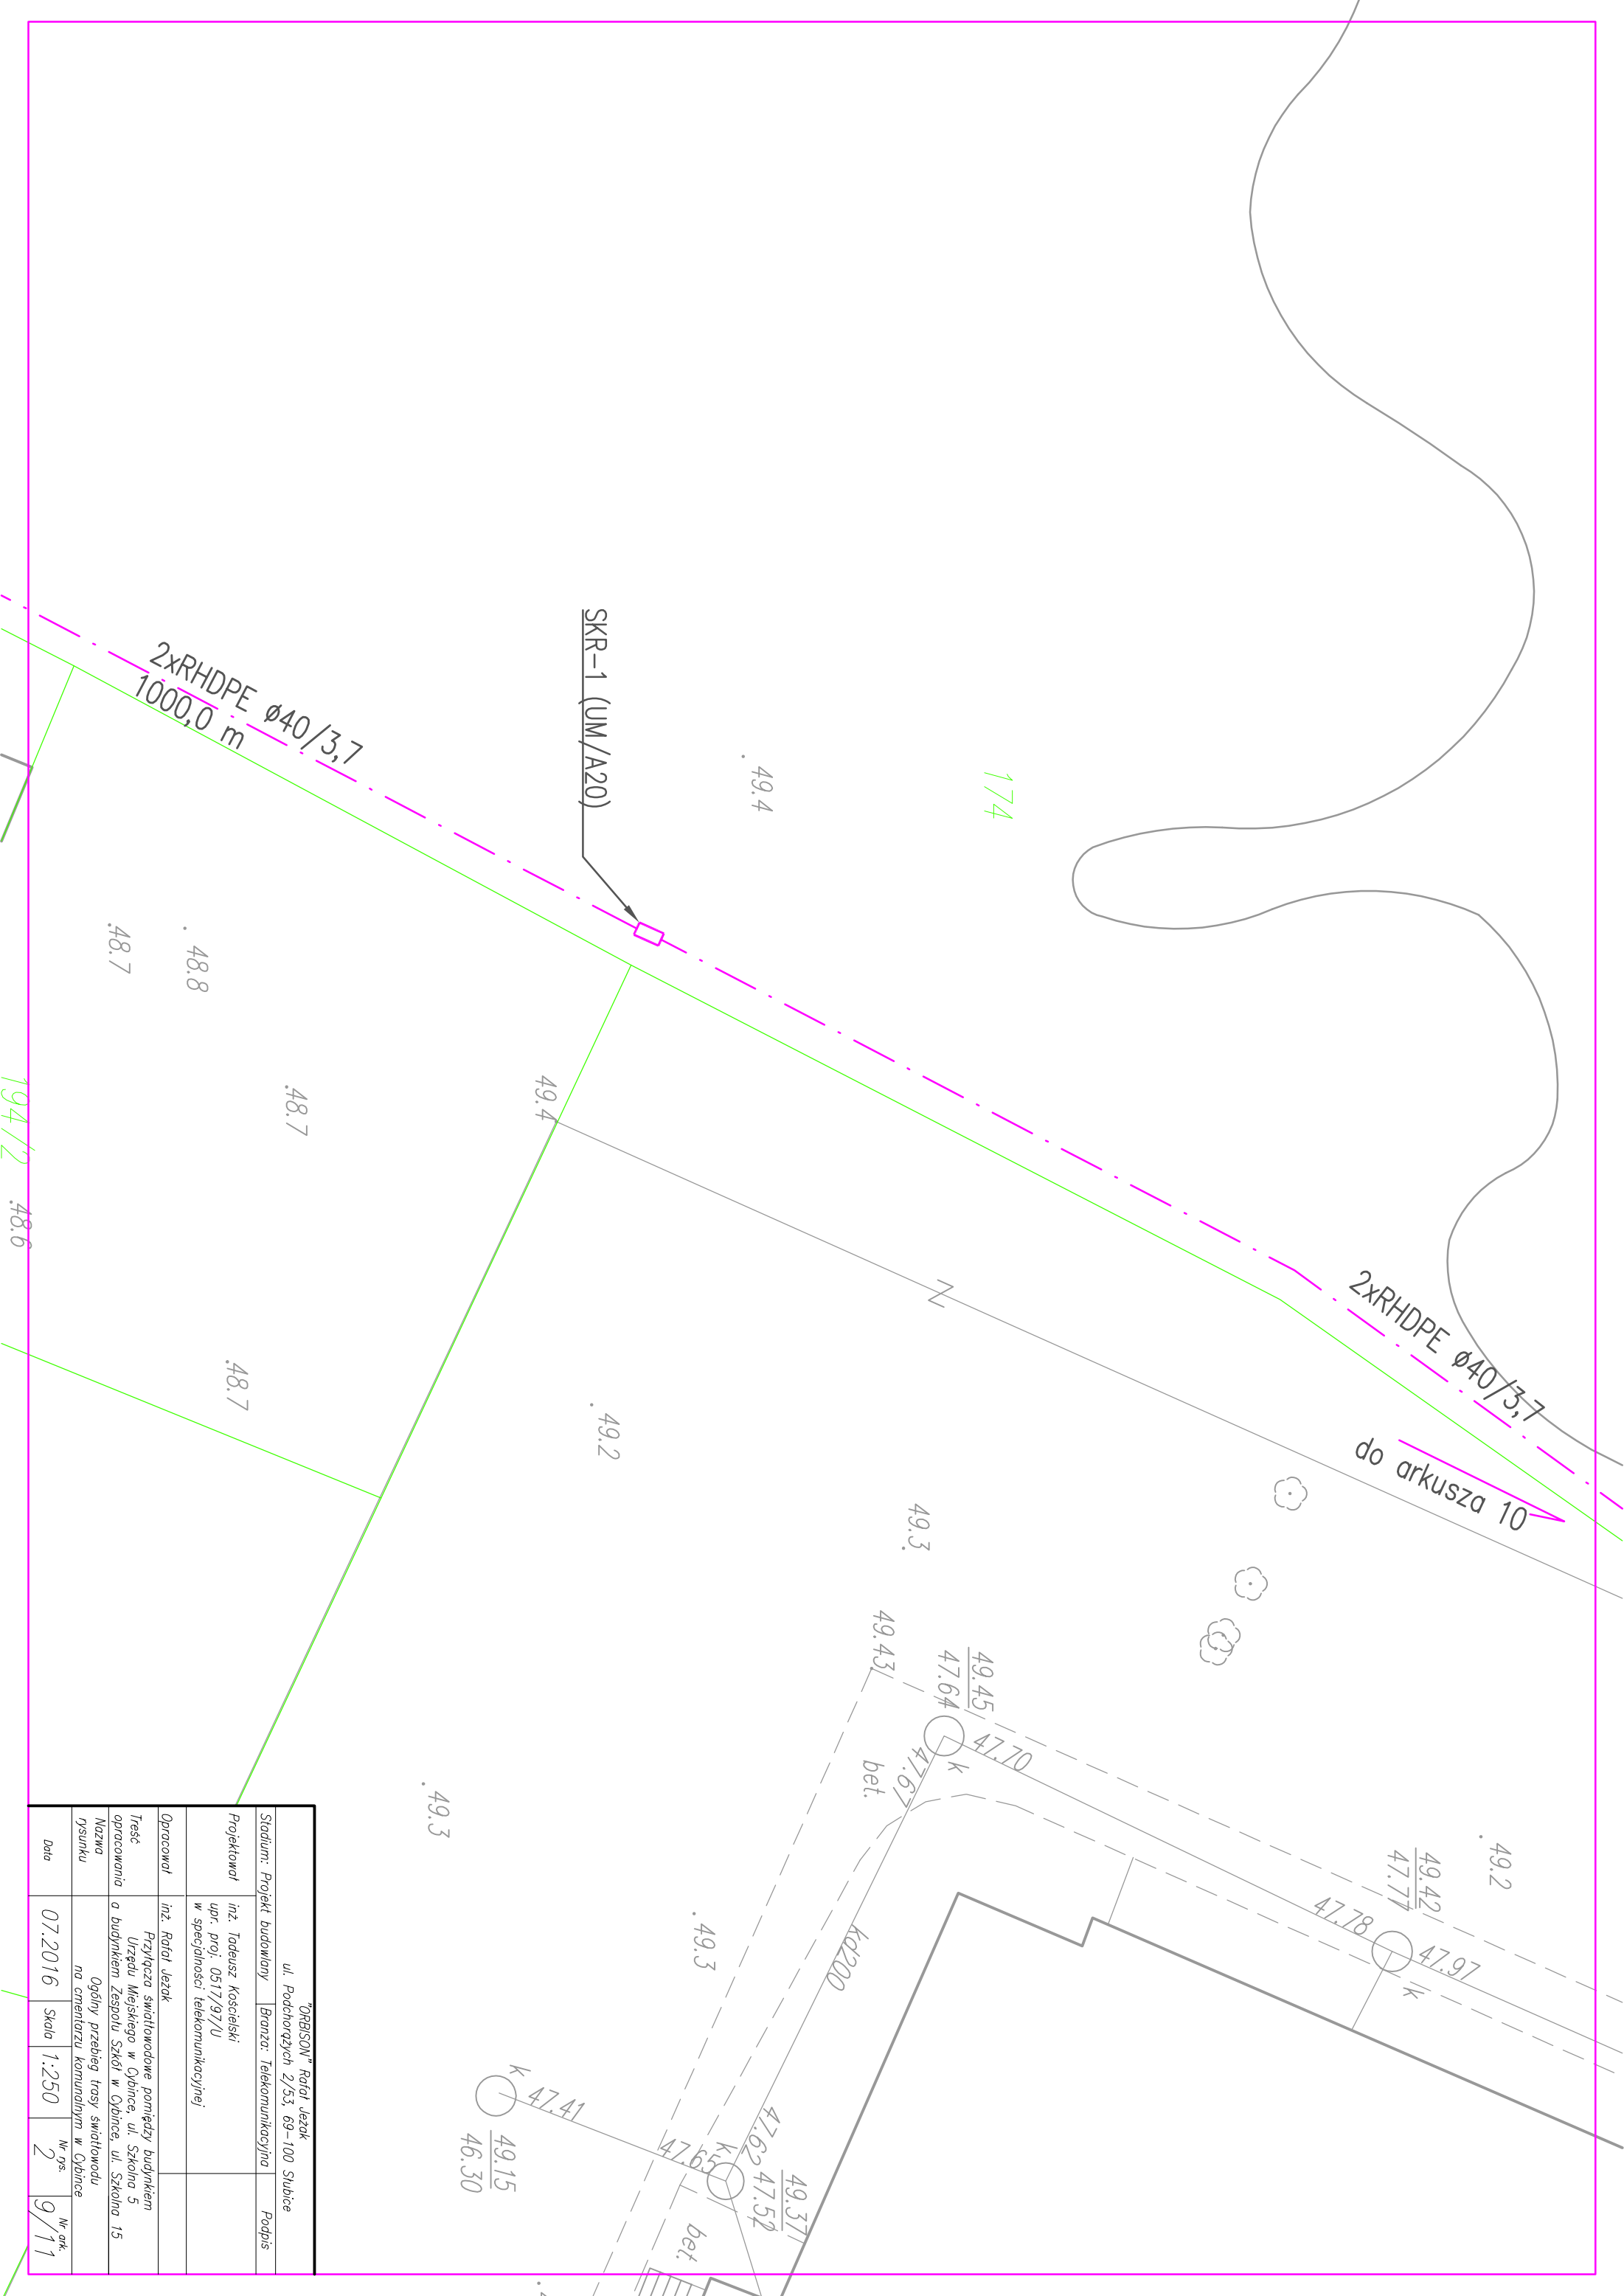 2xRHDPE ø40/3,7
1000,0 m
SKR-1 (UM/A20)
. 49.4
174
.48.7
. 48.8
.48.7
49.4
194/2
.48.6
.48.7
. 49.2
Z
2xRHDPE ø40/3,7
do arkusza 10
49.3.
49.43
49.45
47.64
47.70
k
47.67
bet.
. 49.3
. 49.2
49.42
47.77
47.78
47.97
k
. 49.3
kd200
k
47.41
49.15
46.30
47.65
k
47.62
49.37
47.52
bet.
"ORBISON" Rafał Jeżak
ul. Podchorążych 2/53, 69-100 Słubice
Stadium: Projekt budowlany
Branża: Telekomunikacyjna
Podpis
Projektował
inż. Tadeusz Kościelski
upr. proj. 0517/97/U
w specjalności telekomunikacyjnej
Opracował
inż. Rafał Jeżak
Treść
opracowania
Przyłącza światłowodowe pomiędzy budynkiem
Urzędu Miejskiego w Cybince, ul. Szkolna 5
a budynkiem Zespołu Szkół w Cybince, ul. Szkolna 15
Nazwa
rysunku
Ogólny przebieg trasy światłowodu
na cmentarzu komunalnym w Cybince
Data
07.2016
Skala
1:250
Nr rys.
2
Nr ark.
9/11